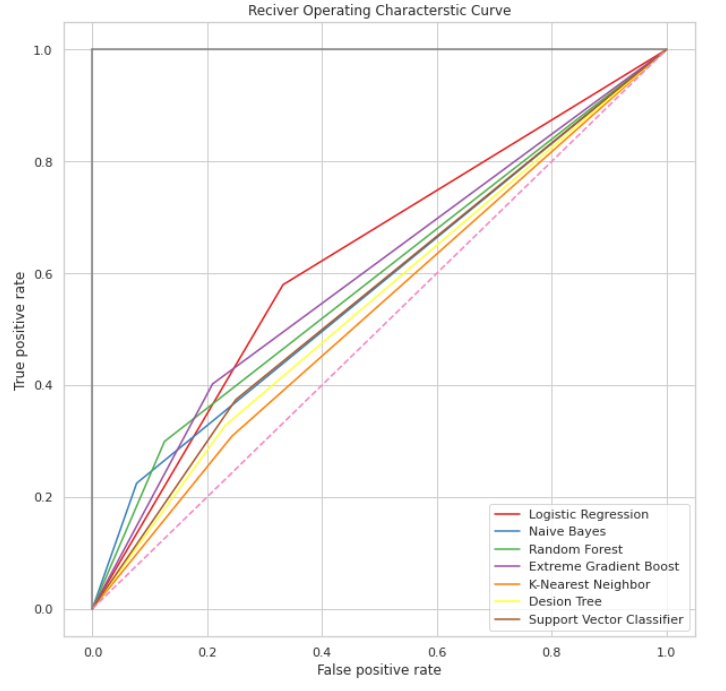 Reciver Operating Characterstic Curve
1.0
0.8
0.6
0.4
0.2
0.0
True positive rate
Logistic Regression
Naive Bayes
Random Forest
Extreme Gradient Boost
K-Nearest Neighbor
Desion Tree
Support Vector Classifier
0.0 0.2 0.4 0.6 0.8 1.0
False positive rate